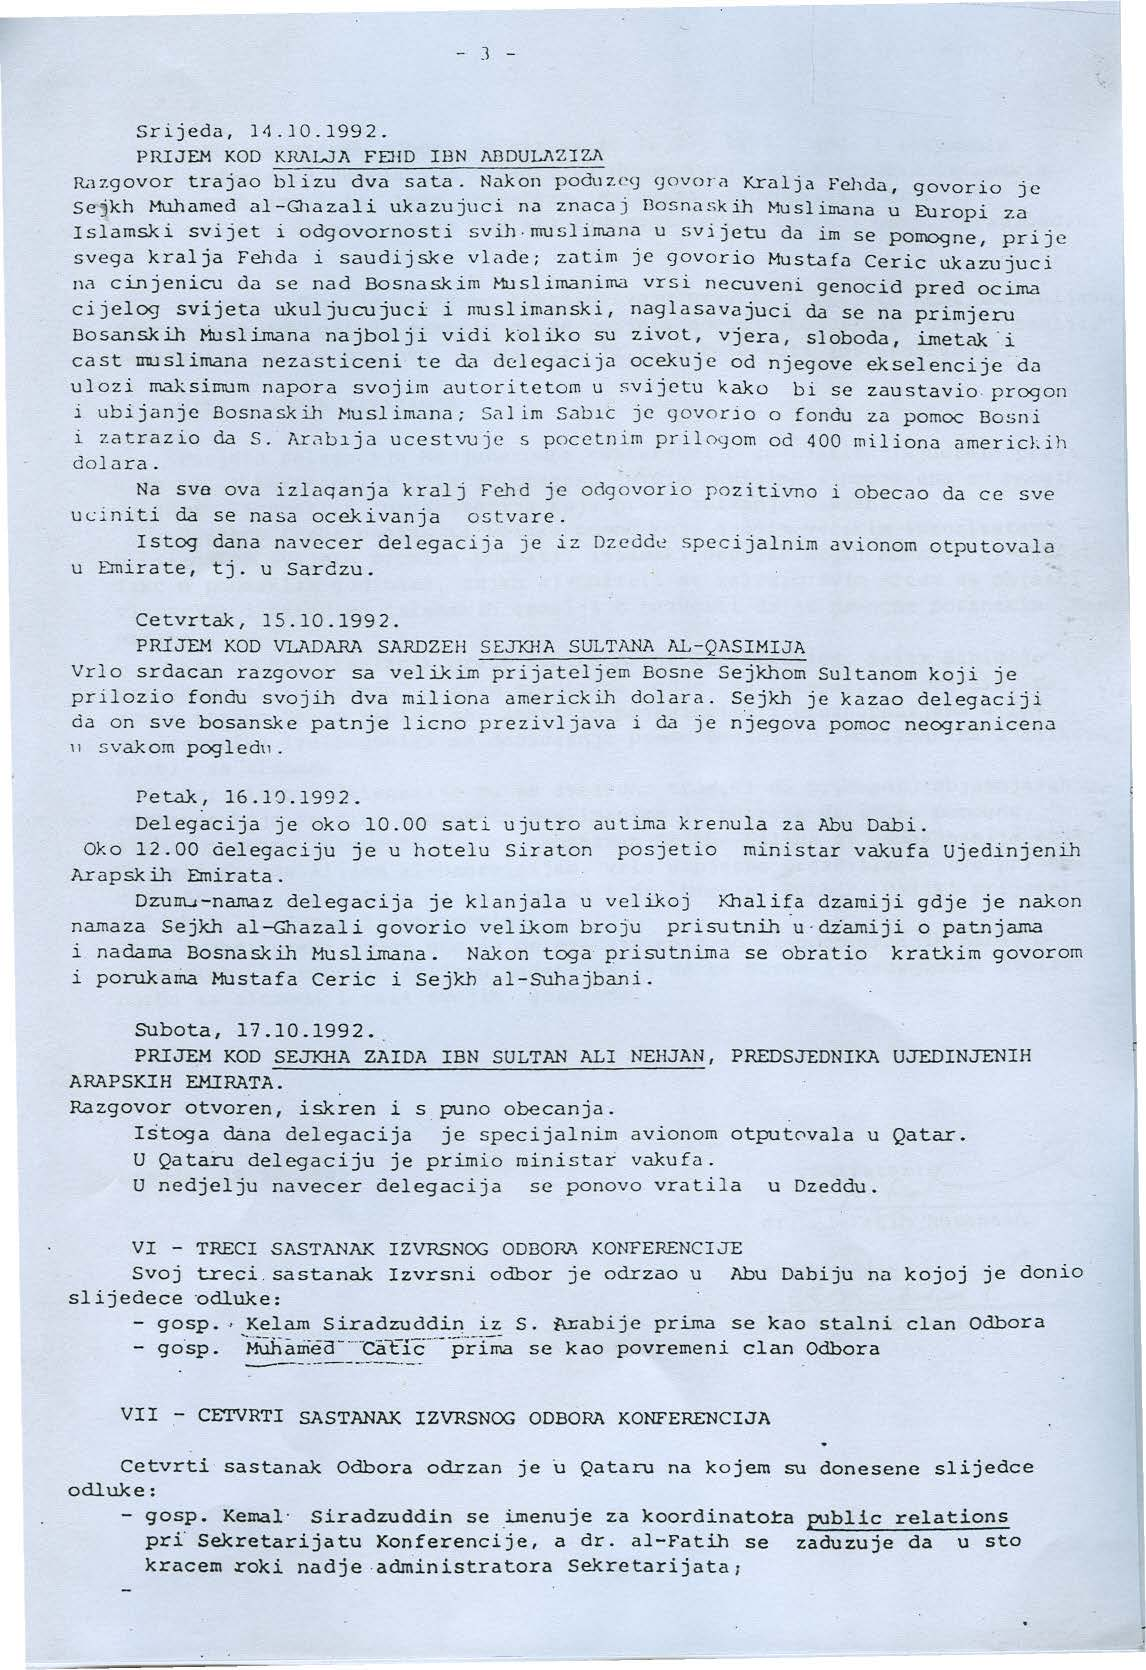 - 3 -
Srijeda, 14.10.1992.
PRIJEM KOD KRALJA FEHD IBN ABDULAZIZA
Razgovor trajao blizu dva sata. Nakon poduzeg govora Kralja Fehda, govorio je
Sejkh Muhamed al-Ghazali ukazujuci na znacaj Bosnaskih Muslimana u Europi za
Islamski svijet i odgovornosti svih muslimana u svijetu da im se pomogne, prije
svega kralja Fehda i saudijske vlade; zatim je govorio Mustafa Ceric ukazujuci
na cinjenicu da se nad Bosnaskim Muslimanima vrsi necuveni genocid pred ocima
cijelog svijeta ukuljucujuci i muslimanski, naglasavajuci da se na primjeru
Bosanskih Muslimana najbolji vidi koliko su zivot, vjera, sloboda, imetak i
cast muslimana nezasticeni te da delegacija ocekuje od njegove ekselencije da
ulozi maksimum napora svojim autoritetom u svijetu kako bi se zaustavio progon
i ubijanje Bosnaskih Muslimana; Salim Sabic je govorio o fondu za pomoc Bosni
i zatrazio da S. Arabija ucestvuje s pocetnim prilogom od 400 miliona americkih
dolara.
Na sva ova izlaganja kralj Fehd je odgovorio pozitivno i obecao da ce sve
uciniti da se nasa ocekivanja ostvare.
Istog dana navecer delegacija je iz Dzedde specijalnim avionom otputovala
u Emirate, tj. u Sardzu.
Cetvrtak, 15.10.1992.
PRIJEM KOD VLADARA SARDZEH SEJKHA SULTANA AL-QASIMIJA
Vrlo srdacan razgovor sa velikim prijateljem Bosne Sejkhom Sultanom koji je
prilozio fondu svojih dva miliona americkih dolara. Sejkh je kazao delegaciji
da on sve bosanske patnje licno prezivljava i da je njegova pomoc neogranicena
u svakom pogledu.
Petak, 16.10.1992.
Delegacija je oko 10.00 sati ujutro autima krenula za Abu Dabi.
Oko 12.00 delegaciju je u hotelu Siraton posjetio ministar vakufa Ujedinjenih
Arapskih Emirata.
Dzuma-namaz delegacija je klanjala u velikoj Khalifa dzamiji gdje je nakon
namaza Sejkh al-Ghazali govorio velikom broju prisutnih u dzamiji o patnjama
i nadama Bosnaskih Muslimana. Nakon toga prisutnima se obratio kratkim govorom
i porukama Mustafa Ceric i Sejkh al-Suhajbani.
Subota, 17.10.1992.
PRIJEM KOD SEJKHA ZAIDA IBN SULTAN ALI NEHJAN, PREDSJEDNIKA UJEDINJENIH
ARAPSKIH EMIRATA.
Razgovor otvoren, iskren i s puno obecanja.
Istoga dana delegacija je specijalnim avionom otputovala u Qatar.
U Qataru delegaciju je primio ministar vakufa.
U nedjelju navecer delegacija se ponovo vratila u Dzeddu.
VI - TRECI SASTANAK IZVRSNOG ODBORA KONFERENCIJE
Svoj treci sastanak Izvrsni odbor je odrzao u Abu Dabiju na kojoj je donio
slijedece odluke:
- gosp. Kelam Siradzuddin iz S. Arabije prima se kao stalni clan Odbora
- gosp. Muhamed Catic prima se kao povremeni clan Odbora
VII - CETVRTI SASTANAK IZVRSNOG ODBORA KONFERENCIJA
Cetvrti sastanak Odbora odrzan je u Qataru na kojem su donesene slijedce
odluke:
- gosp. Kemal Siradzuddin se imenuje za koordinatora public relations
pri Sekretarijatu Konferencije, a dr. al-Fatih se zaduzuje da u sto
kracem roki nadje administratora Sekretarijata;
-